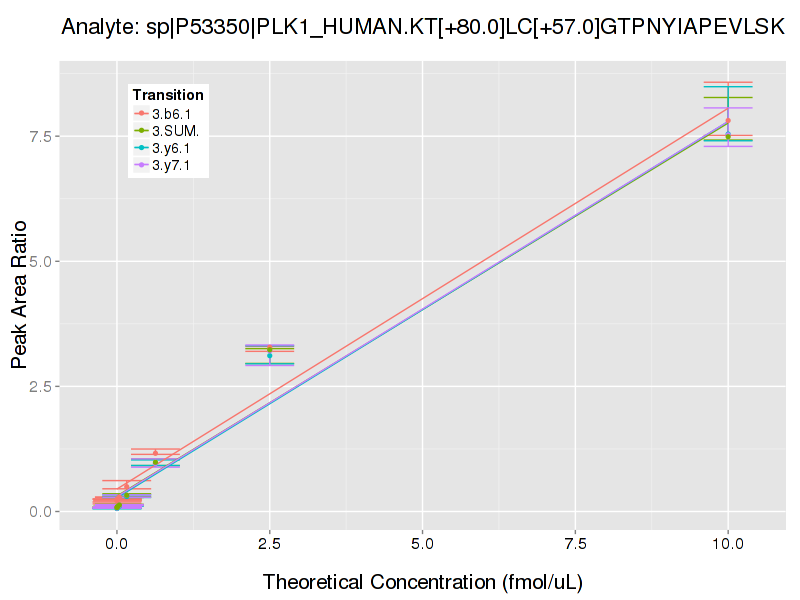 Analyte: sp|P53350|PLK1_HUMAN.KT[+80.0]LC[+57.0]GTPNYIAPEVLSK
Transition
3.b6.1
3.SUM.
3.y6.1
3.y7.1
7.5
5.0
2.5
0.0
Peak Area Ratio
0.0 2.5 5.0 7.5 10.0
Theoretical Concentration (fmol/uL)